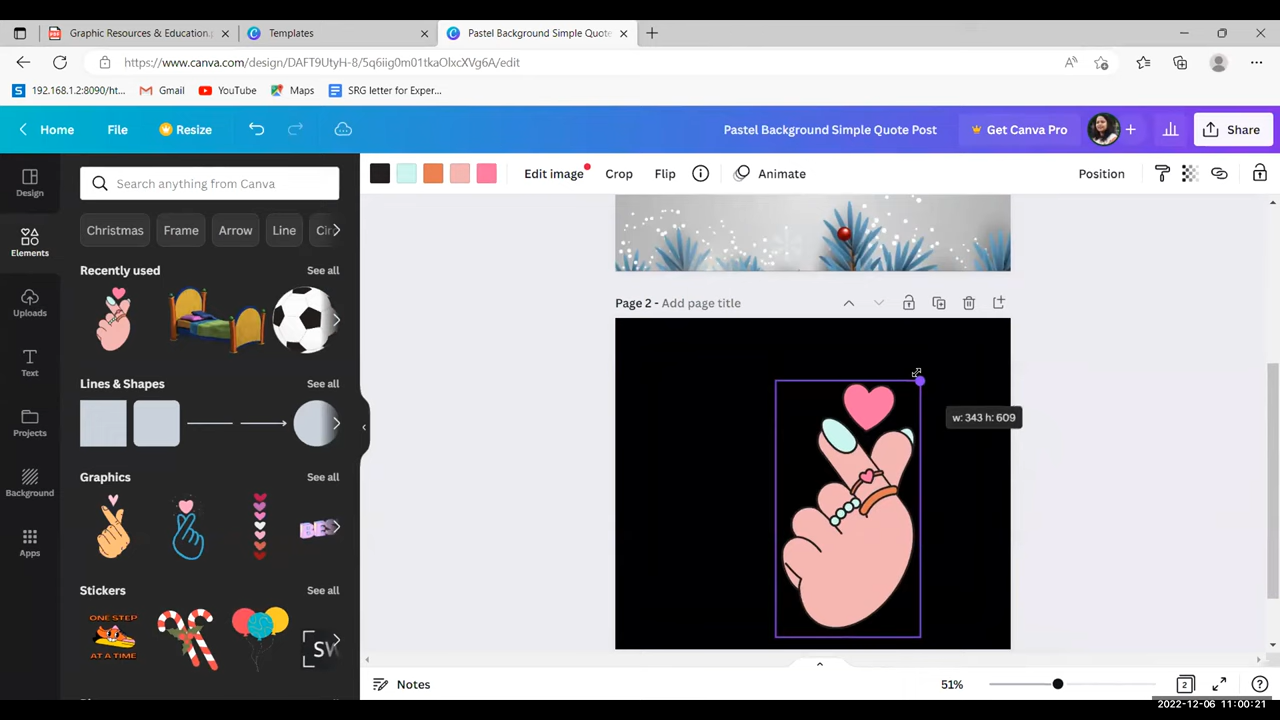 Graphic Resources & Education.p
Templates
Pastel Background Simple Quote
https://www.canva.com/design/DAFT9UtyH-8/5q6iig0m01tkaOlxcXVg6A/edit
192.168.1.2:8090/ht...
Gmail
YouTube
Maps
SRG letter for Exper...
Home
File
Resize
Pastel Background Simple Quote Post
Get Canva Pro
Share
Design
Elements
Uploads
Text
Projects
Background
Apps
Search anything from Canva
Christmas
Frame
Arrow
Line
Cir
Recently used
See all
Lines & Shapes
See all
Graphics
See all
BES
Stickers
See all
ONE STEP
AT A TIME
SW
Edit image
Crop
Flip
Animate
Position
Page 2 - Add page title
w: 343 h: 609
Notes
51%
2
2022-12-06 11:00:21